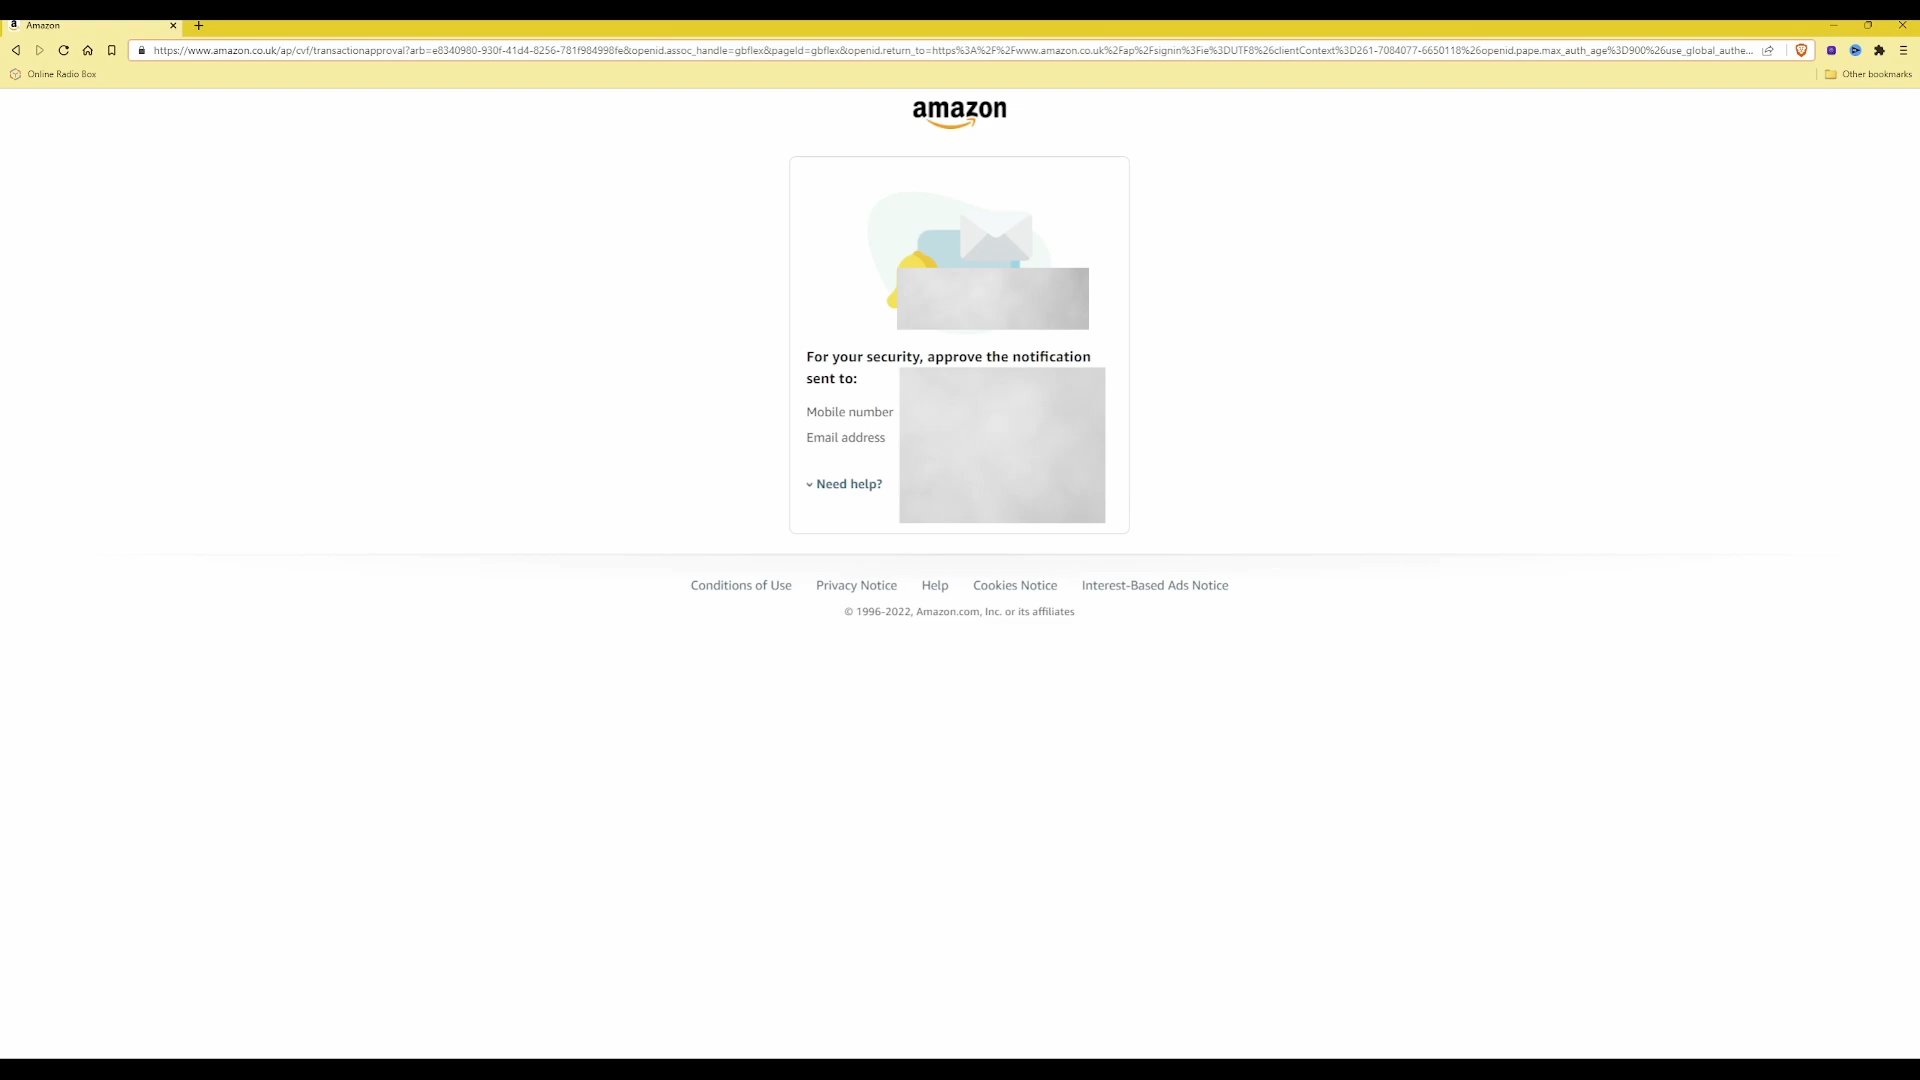 Amazon
https://www.amazon.co.uk/ap/cvf/transactionapproval?arb=e8340980-930f-41d4-8256-781f984998fe&openid.assoc_handle=gbflex&pageId=gbflex&openid.return_to=https%3A%2F%2Fwww.amazon.co.uk%2Fap%2Fsignin%3Fie%3DUTF8%26clientContext%3D261-7084077-6650118%26openid.pape.max_auth_age%3D900%26use_global_authe...
Online Radio Box
Other bookmarks
amazon
For your security, approve the notification
sent to:
Mobile number
Email address
Need help?
Conditions of Use Privacy Notice Help Cookies Notice Interest-Based Ads Notice
© 1996-2022, Amazon.com, Inc. or its affiliates